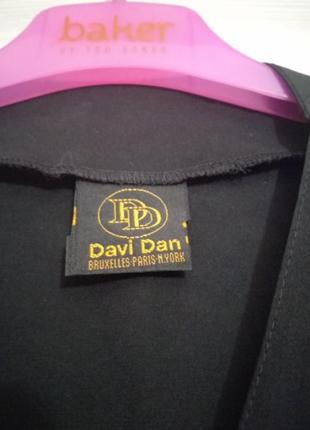 baker
BY TED BAKER
DD
Davi Dan
BRUXELLES-PARIS-N.YORK